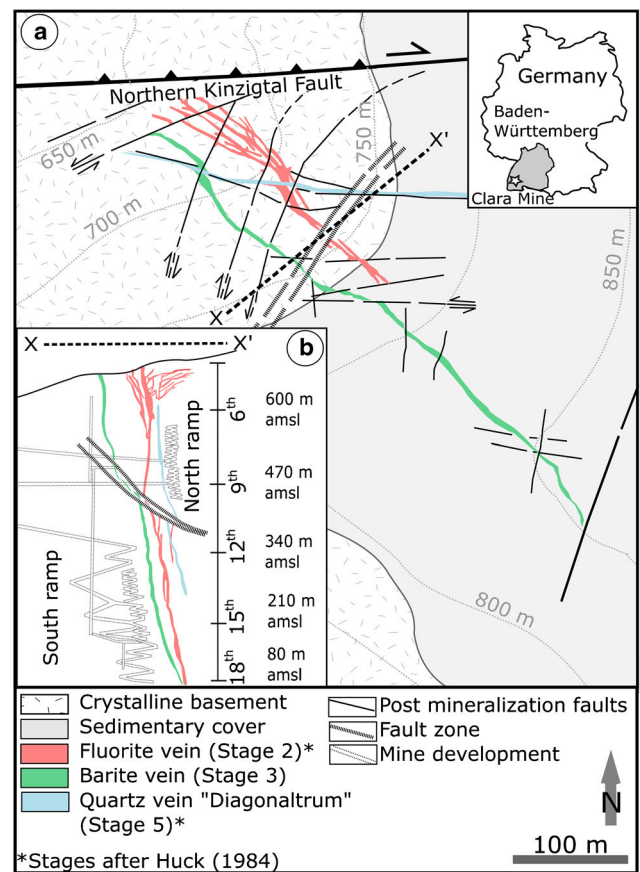 a
Northern Kinzigtal Fault
650 m
700 m
750 m
X'
X
850 m
800 m
Germany
Baden-
Württemberg
Clara Mine
X
X'
b
6th
600 m
amsl
9th
470 m
amsl
12th
340 m
amsl
15th
210 m
amsl
18th
80 m
amsl
North ramp
South ramp
Crystalline basement
Sedimentary cover
Fluorite vein (Stage 2)*
Barite vein (Stage 3)
Quartz vein "Diagonaltrum"
(Stage 5)*
*Stages after Huck (1984)
Post mineralization faults
Fault zone
Mine development
N
100 m